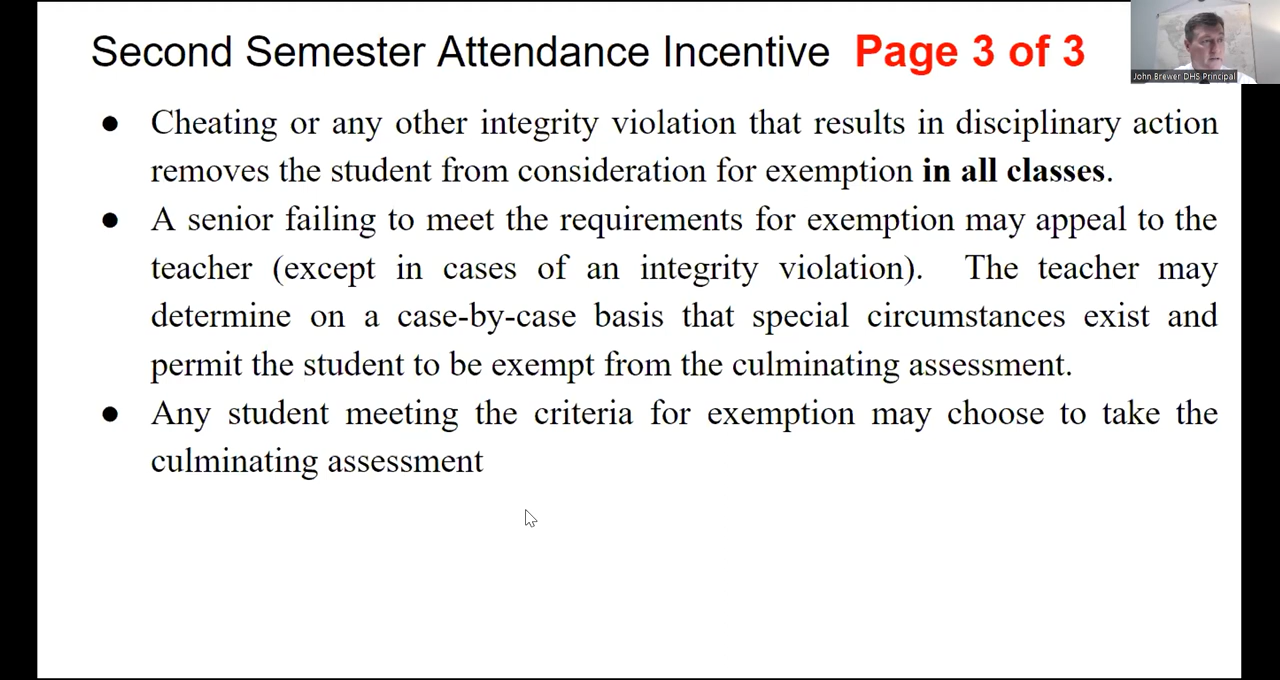 Second Semester Attendance Incentive Page 3 of 3
John Brewer DHS Principal
● Cheating or any other integrity violation that results in disciplinary action
removes the student from consideration for exemption in all classes.
● A senior failing to meet the requirements for exemption may appeal to the
teacher (except in cases of an integrity violation). The teacher may
determine on a case-by-case basis that special circumstances exist and
permit the student to be exempt from the culminating assessment.
● Any student meeting the criteria for exemption may choose to take the
culminating assessment